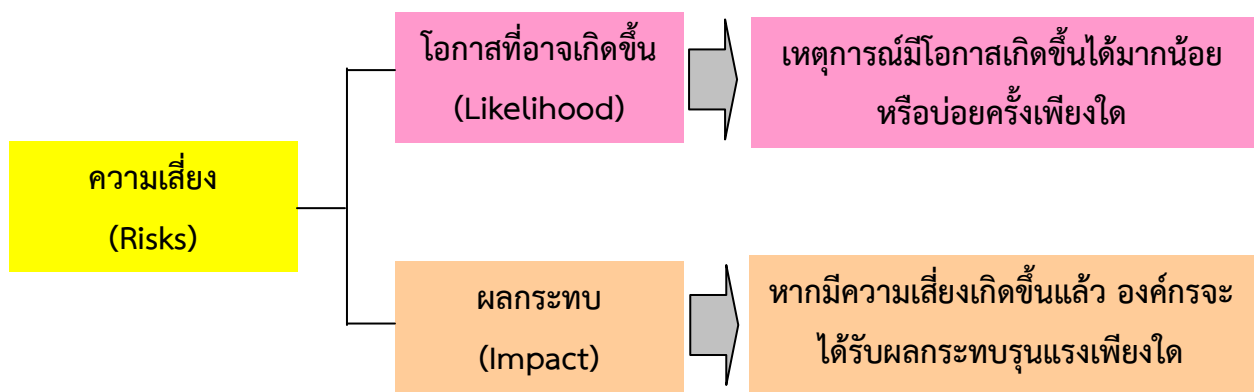 ความเสี่ยง
(Risks)
โอกาสที่อาจเกิดขึ้น
(Likelihood)
เหตุการณ์มีโอกาสเกิดขึ้นได้มากน้อย
หรือบ่อยครั้งเพียงใด
ผลกระทบ
(Impact)
หากมีความเสี่ยงเกิดขึ้นแล้ว องค์กรจะ
ได้รับผลกระทบรุนแรงเพียงใด